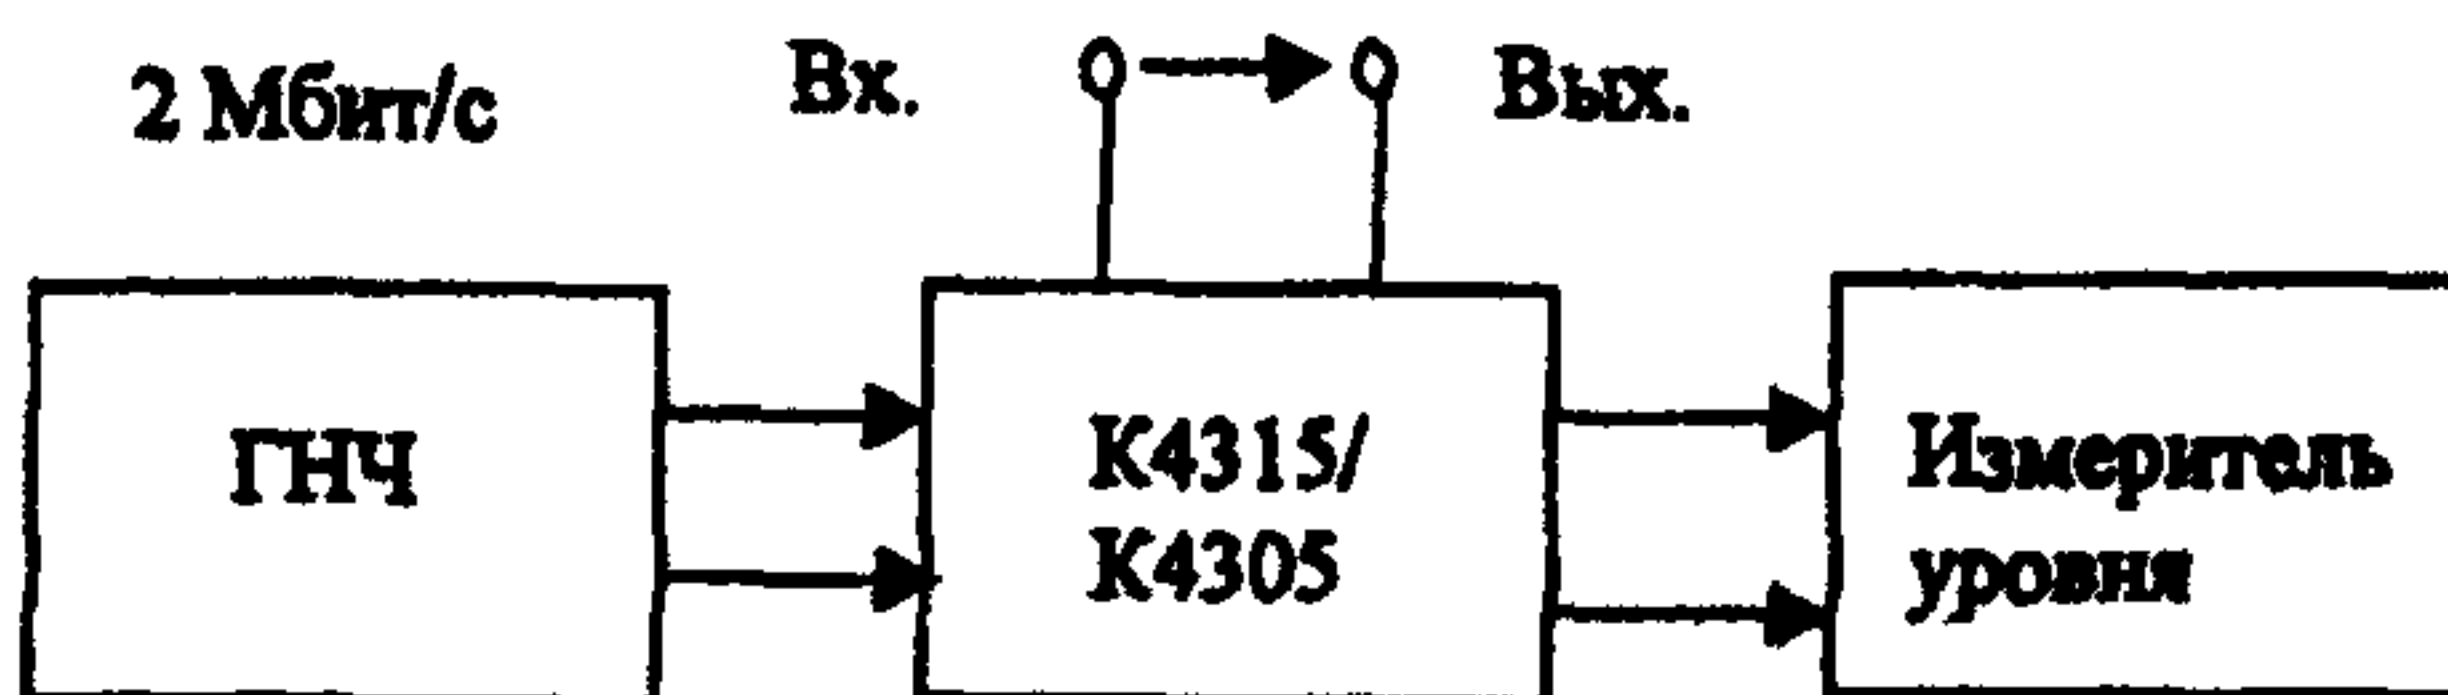 2 Мбит/с
Вх.
Вых.
ГНЧ
К4315/
К4305
Измеритель
уровня